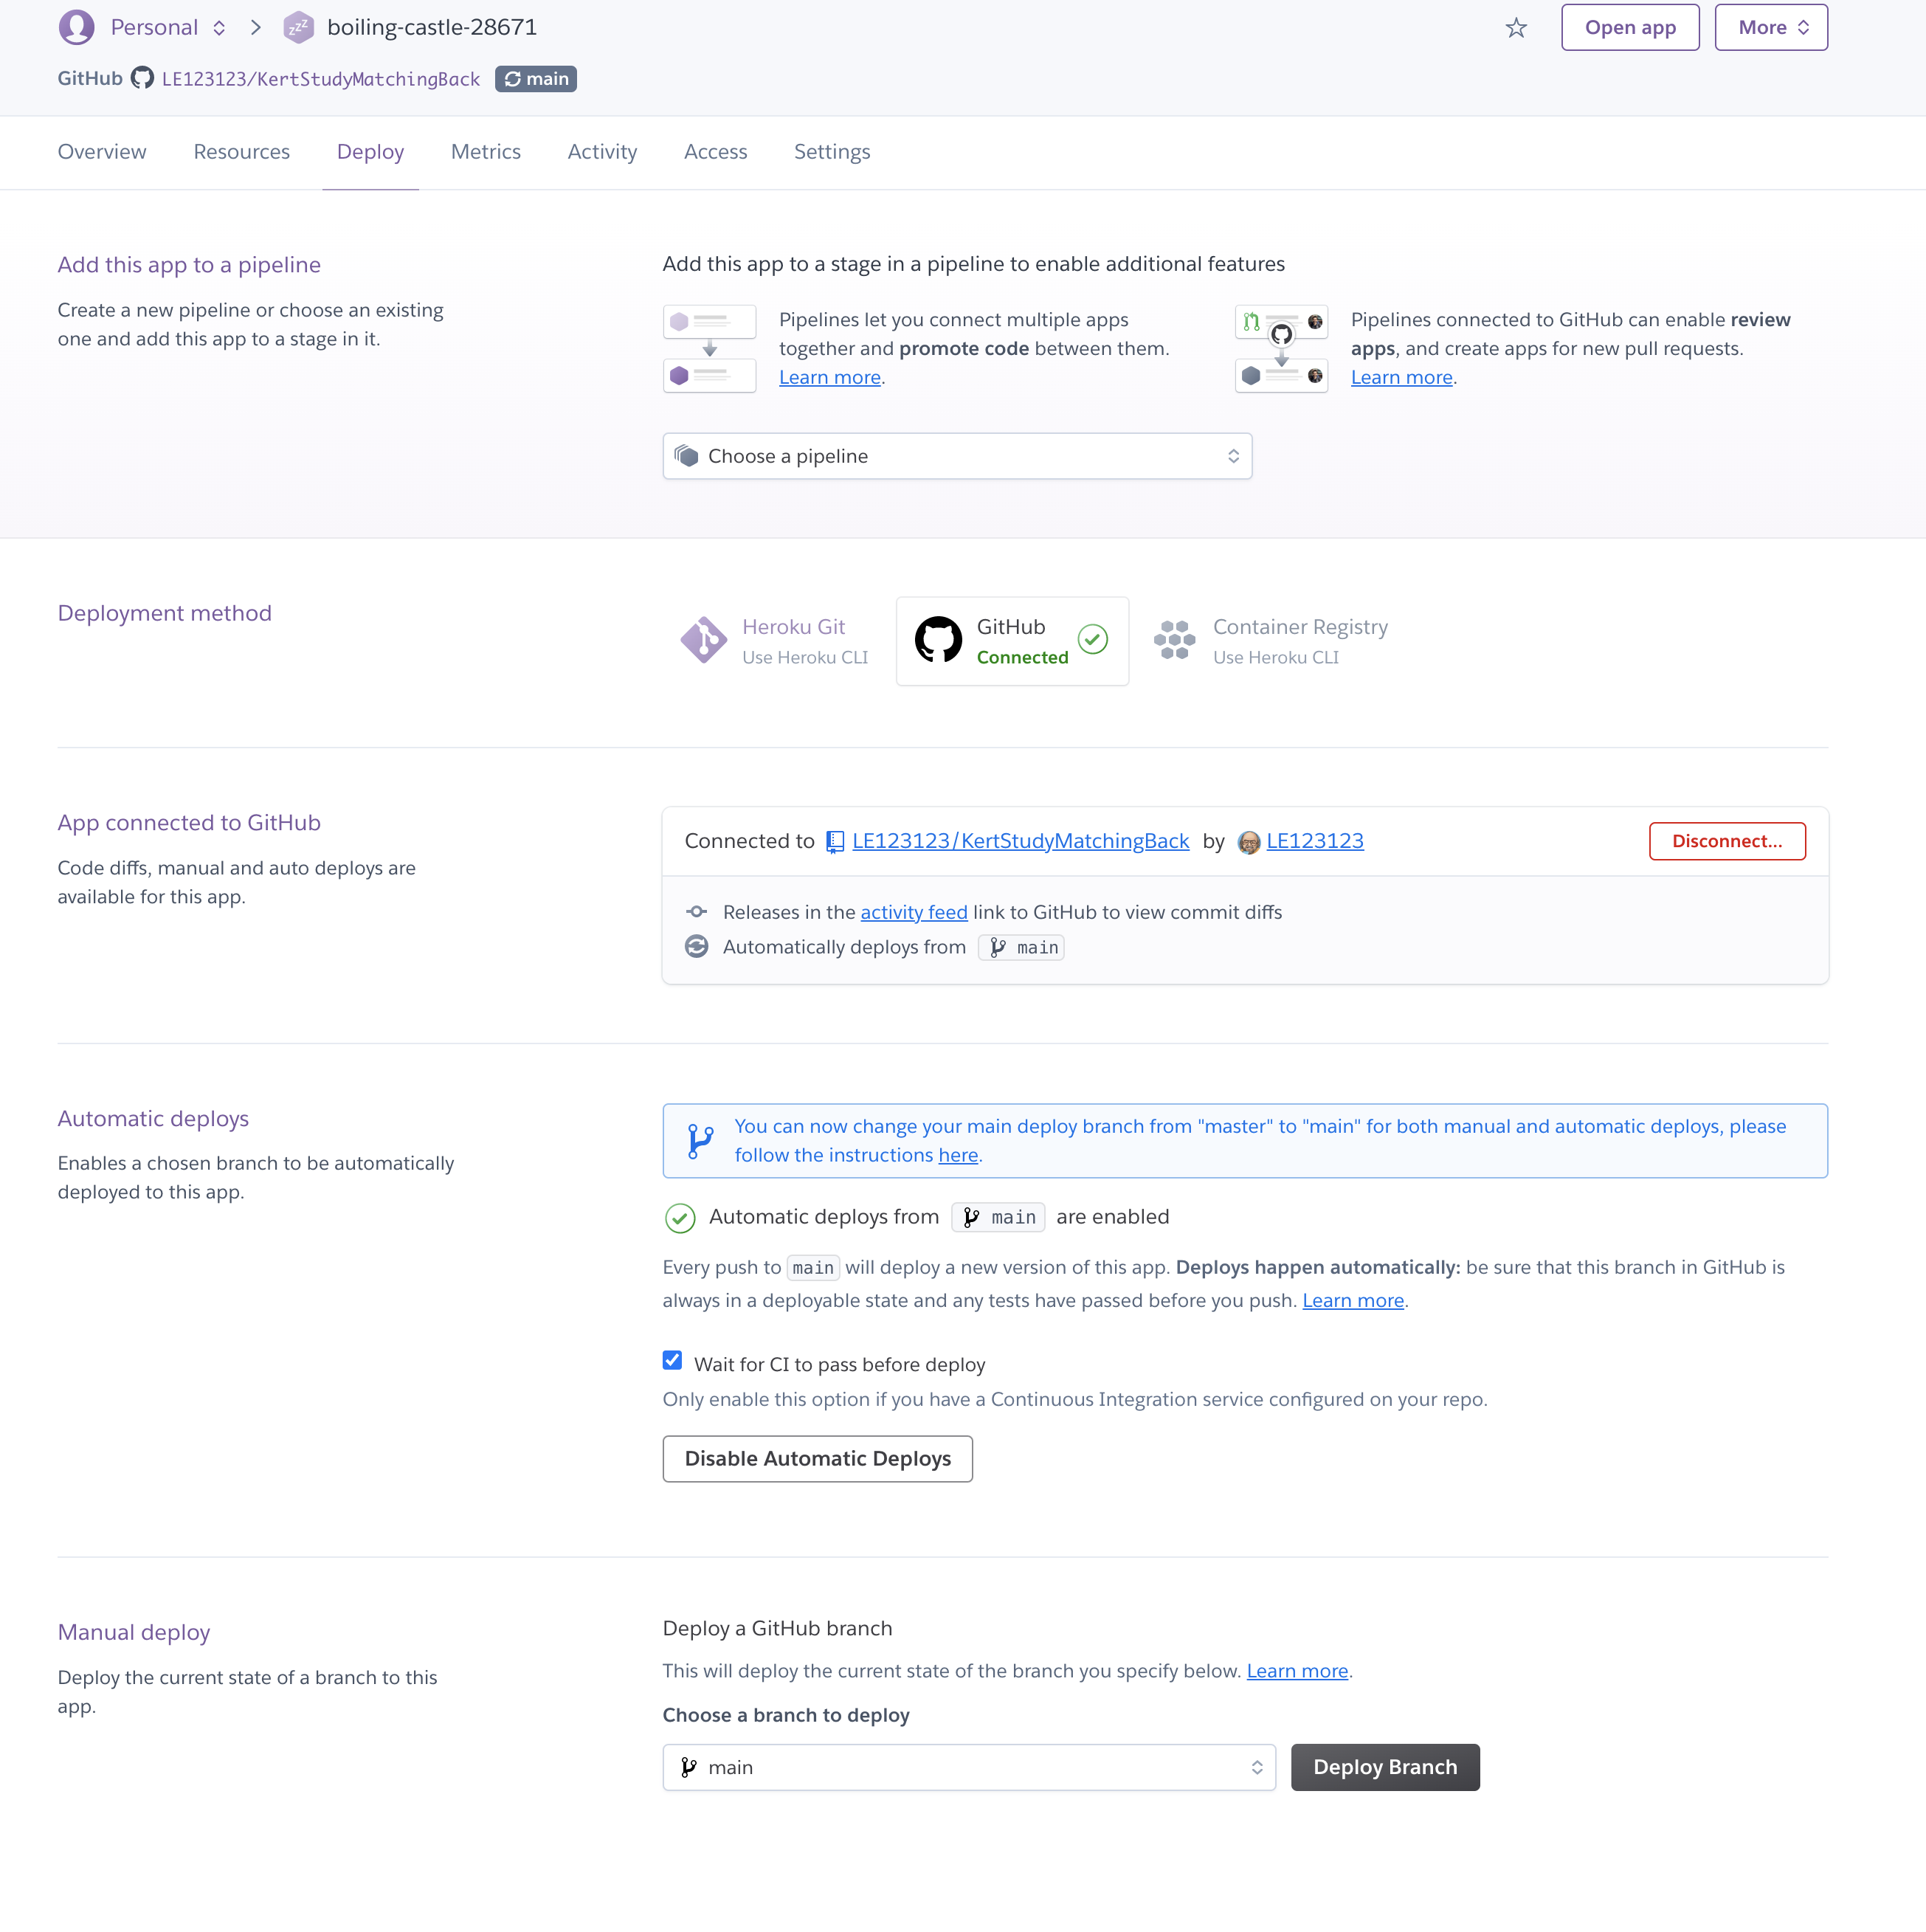 Personal
boiling-castle-28671
Open app
More
GitHub LE123123/KertStudyMatchingBack main
Overview
Resources
Deploy
Metrics
Activity
Access
Settings
Add this app to a pipeline
Create a new pipeline or choose an existing
one and add this app to a stage in it.
Add this app to a stage in a pipeline to enable additional features
Pipelines let you connect multiple apps
together and promote code between them.
Learn more.
Pipelines connected to GitHub can enable review
apps, and create apps for new pull requests.
Learn more.
Choose a pipeline
Deployment method
Heroku Git
Use Heroku CLI
GitHub
Connected
Container Registry
Use Heroku CLI
App connected to GitHub
Code diffs, manual and auto deploys are
available for this app.
Connected to LE123123/KertStudyMatchingBack by LE123123
Disconnect...
Releases in the activity feed link to GitHub to view commit diffs
Automatically deploys from main
Automatic deploys
Enables a chosen branch to be automatically
deployed to this app.
You can now change your main deploy branch from "master" to "main" for both manual and automatic deploys, please
follow the instructions here.
Automatic deploys from main are enabled
Every push to main will deploy a new version of this app. Deploys happen automatically: be sure that this branch in GitHub is
always in a deployable state and any tests have passed before you push. Learn more.
Wait for CI to pass before deploy
Only enable this option if you have a Continuous Integration service configured on your repo.
Disable Automatic Deploys
Manual deploy
Deploy the current state of a branch to this
app.
Deploy a GitHub branch
This will deploy the current state of the branch you specify below. Learn more.
Choose a branch to deploy
main
Deploy Branch